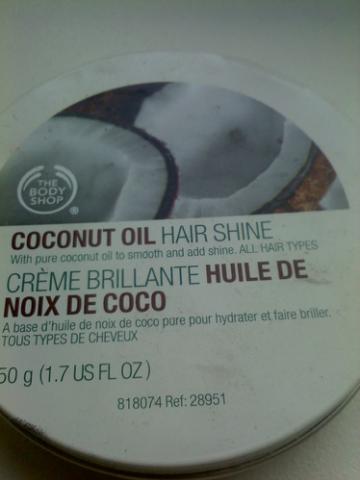 THE
BODY
SHOP
®
COCONUT OIL HAIR SHINE
With pure coconut oil to smooth and add shine. ALL HAIR TYPES
CRÈME BRILLANTE HUILE DE
NOIX DE COCO
A base d'huile de noix de coco pure pour hydrater et faire briller.
TOUS TYPES DE CHEVEUX
50 g (1.7 US FL OZ)
818074 Ref: 28951